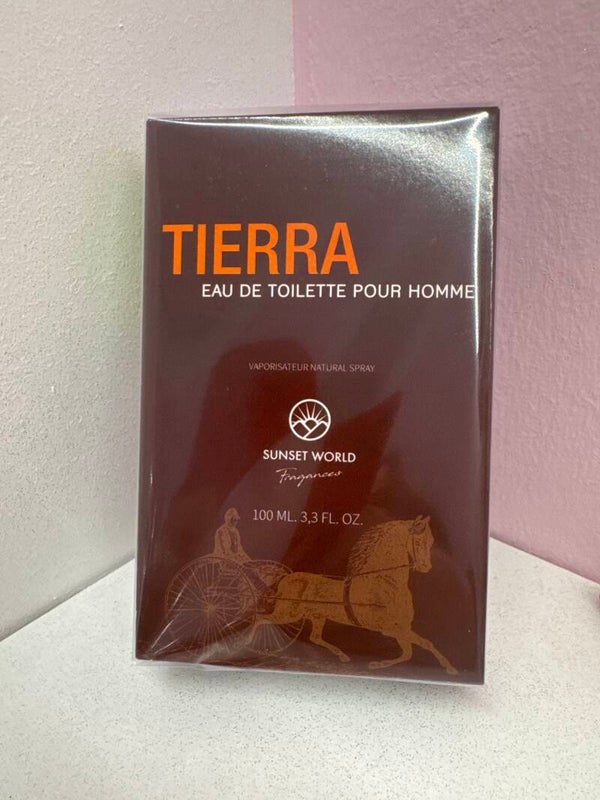 TIERRA
EAU DE TOILETTE POUR HOMME
VAPORISATEUR NATURAL SPRAY
SUNSET WORLD
Fragances
100 ML. 3,3 FL. OZ.